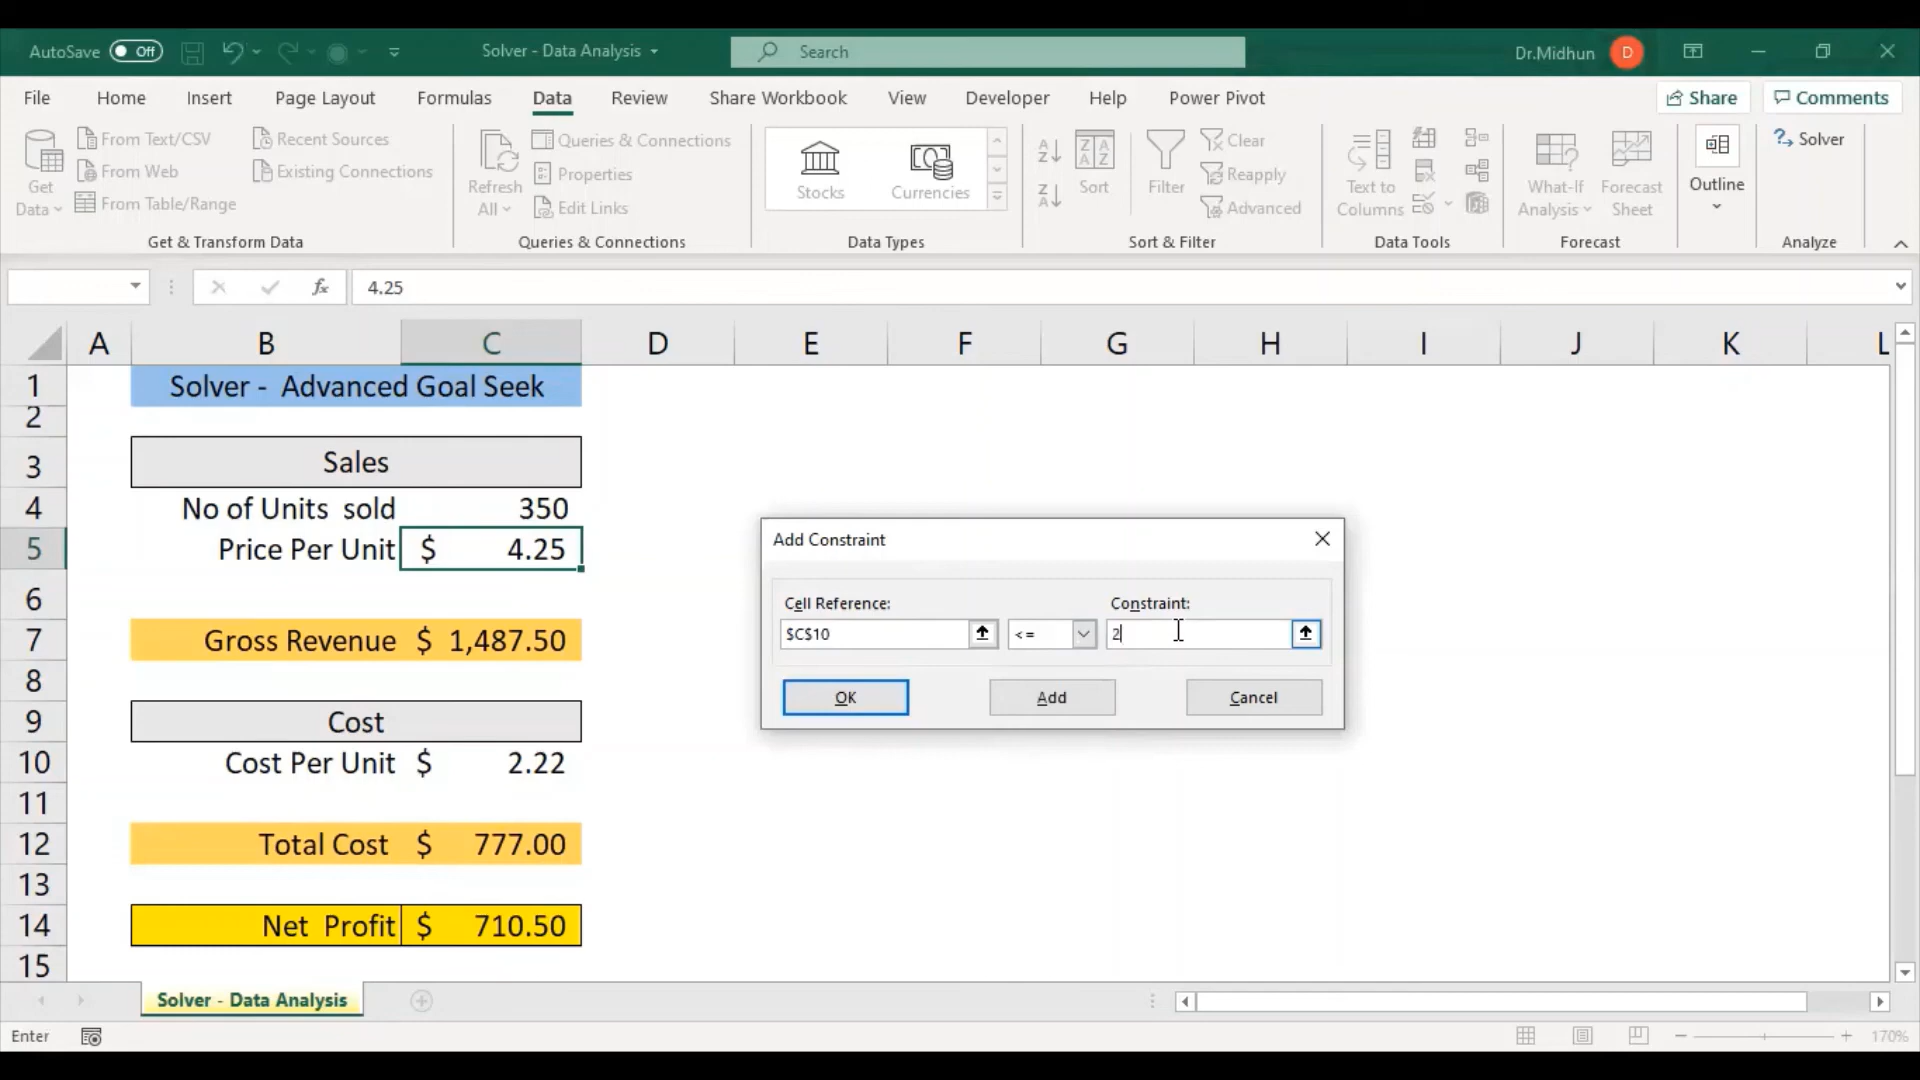 AutoSave Off Solver - Data Analysis Search Dr.Midhun D
File Home Insert Page Layout Formulas Data Review Share Workbook View Developer Help Power Pivot Share Comments
Get Data
From Text/CSV
From Web
From Table/Range
Recent Sources
Existing Connections
Get & Transform Data
Refresh All
Queries & Connections
Properties
Edit Links
Queries & Connections
Stocks
Currencies
Data Types
Sort
Filter
Clear
Reapply
Advanced
Sort & Filter
Text to Columns
Data Tools
What-If Analysis
Forecast Sheet
Forecast
Outline
Solver
Analyze
fx 4.25
A B C D E F G H I J K L
1 Solver - Advanced Goal Seek
2
3 Sales
4 No of Units sold 350
5 Price Per Unit $ 4.25
6
7 Gross Revenue $ 1,487.50
8
9 Cost
10 Cost Per Unit $ 2.22
11
12 Total Cost $ 777.00
13
14 Net Profit $ 710.50
15
Add Constraint
Cell Reference: Constraint:
$C$10 <= 2
OK Add Cancel
Solver - Data Analysis
Enter 170%